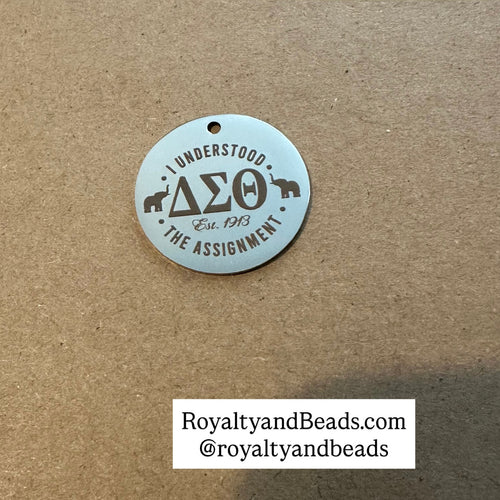 I UNDERSTOOD
ΔΣΘ
Est. 1913
THE ASSIGNMENT
RoyaltyandBeads.com
@royaltyandbeads